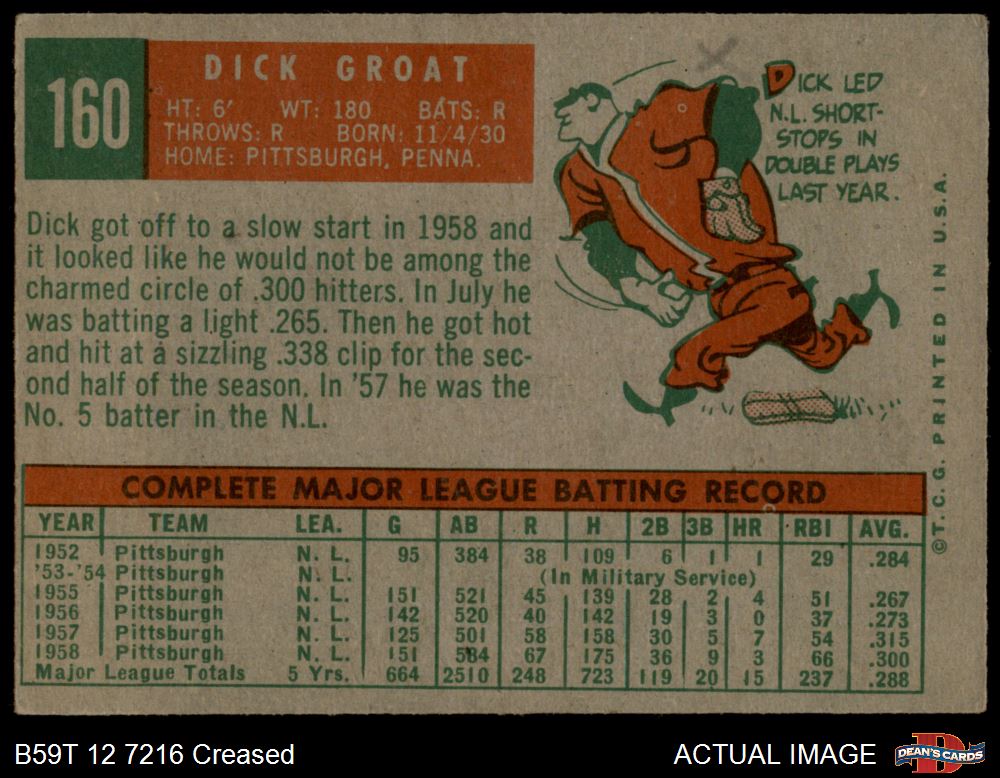 160
DICK GROAT
HT: 6' WT: 180 BATS: R
THROWS: R BORN: 11/4/30
HOME: PITTSBURGH, PENNA.
DICK LED
N.L. SHORT-
STOPS IN
DOUBLE PLAYS
LAST YEAR.
Dick got off to a slow start in 1958 and
it looked like he would not be among the
charmed circle of .300 hitters. In July he
was batting a light .265. Then he got hot
and hit at a sizzling .338 clip for the sec-
ond half of the season. In '57 he was the
No. 5 batter in the N.L.
©T.C.G. PRINTED IN U.S.A.
COMPLETE MAJOR LEAGUE BATTING RECORD
YEAR TEAM LEA. G AB R H 2B 3B HR RBI AVG.
1952 Pittsburgh N. L. 95 384 38 109 6 1 1 29 .284
'53-'54 Pittsburgh N. L. (In Military Service)
1955 Pittsburgh N. L. 151 521 45 139 28 2 4 51 .267
1956 Pittsburgh N. L. 142 520 40 142 19 3 0 37 .273
1957 Pittsburgh N. L. 125 501 58 158 30 5 7 54 .315
1958 Pittsburgh N. L. 151 584 67 175 36 9 3 66 .300
Major League Totals 5 Yrs. 664 2510 248 723 119 20 15 237 .288
B59T 12 7216 Creased
ACTUAL IMAGE
DEAN'S CARDS